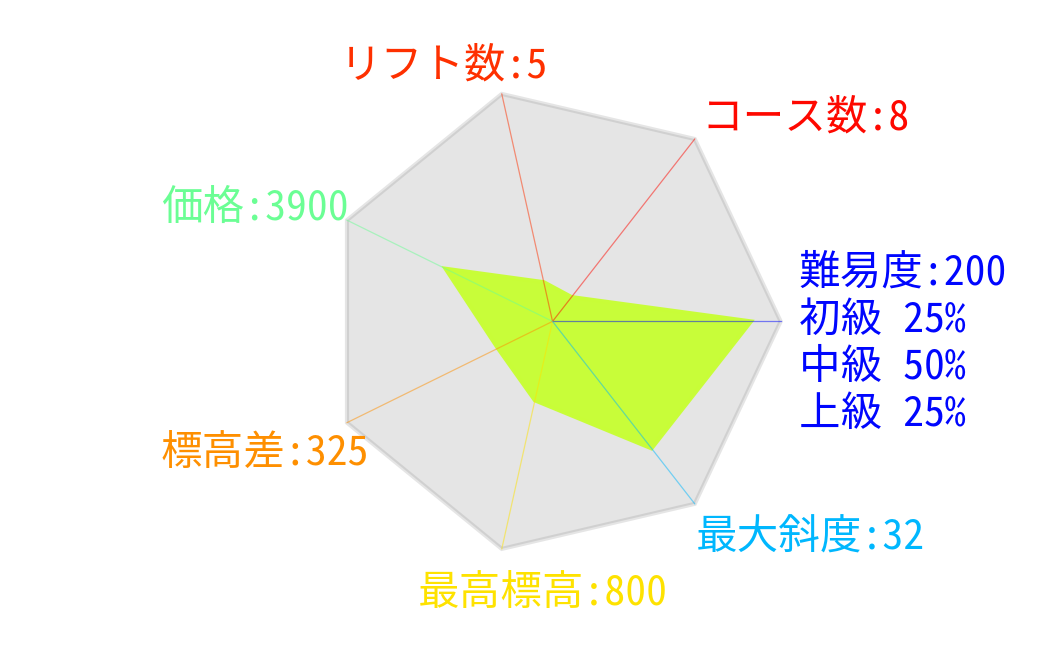 リフト数:5
コース数:8
価格:3900
難易度:200
初級 25%
中級 50%
上級 25%
標高差:325
最大斜度:32
最高標高:800